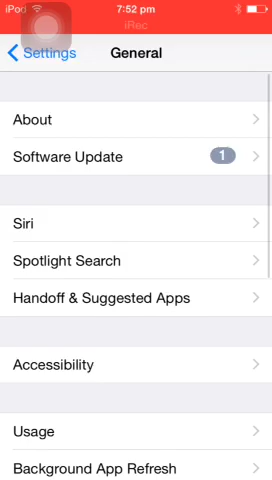 iPod 7:52 pm
iRec
Settings General
About
Software Update 1
Siri
Spotlight Search
Handoff & Suggested Apps
Accessibility
Usage
Background App Refresh